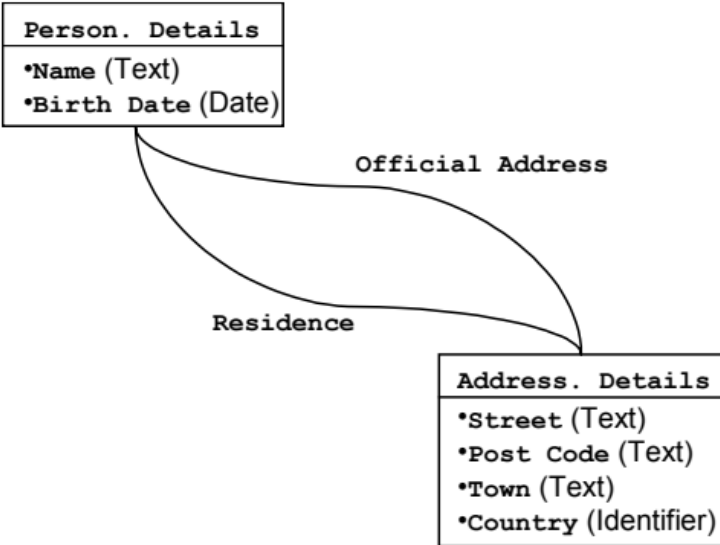 Person. Details
•Name (Text)
•Birth Date (Date)
Official Address
Residence
Address. Details
•Street (Text)
•Post Code (Text)
•Town (Text)
•Country (Identifier)